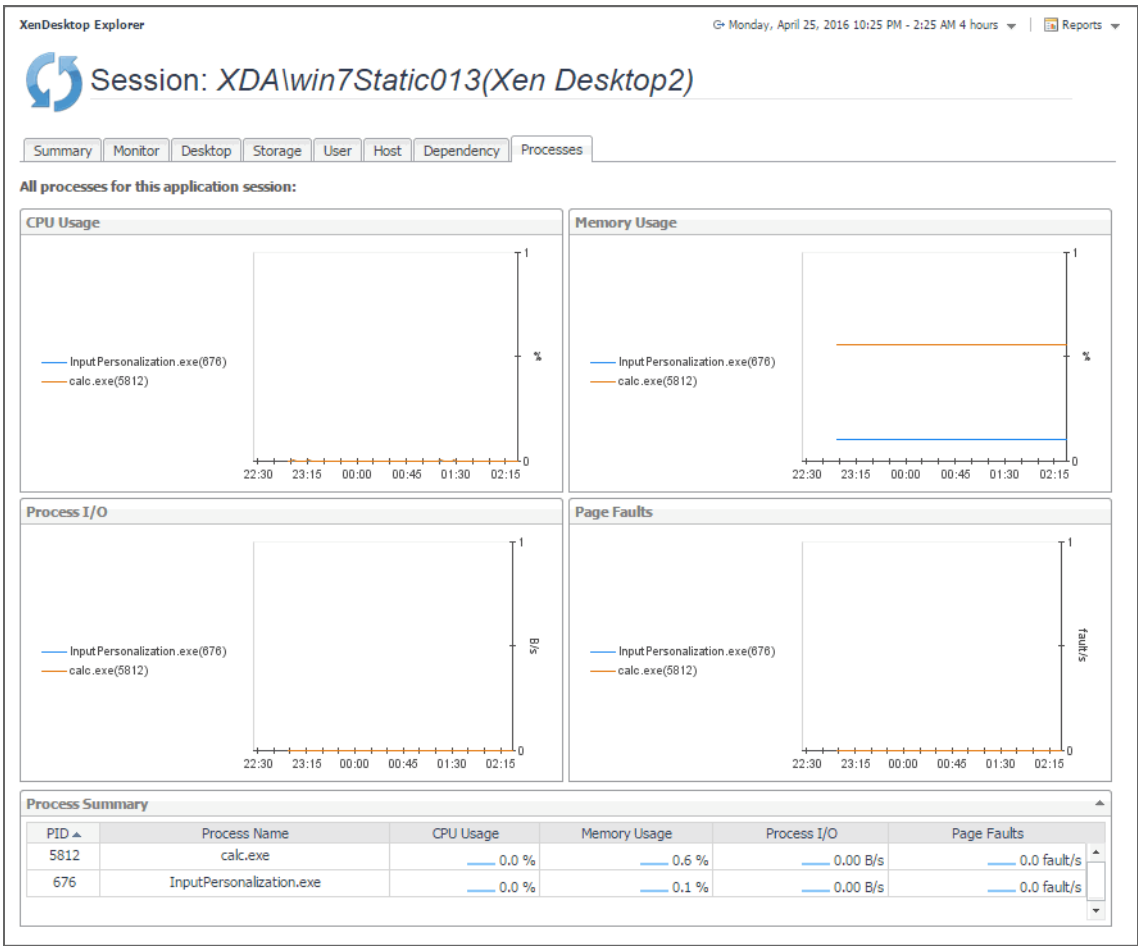 XenDesktop Explorer
Monday, April 25, 2016 10:25 PM - 2:25 AM 4 hours | Reports
Session: XDA\win7Static013(Xen Desktop2)
Summary Monitor Desktop Storage User Host Dependency Processes
All processes for this application session:
CPU Usage
1
%
InputPersonalization.exe(676)
calc.exe(5812)
0
22:30 23:15 00:00 00:45 01:30 02:15
Memory Usage
1
%
InputPersonalization.exe(676)
calc.exe(5812)
0
22:30 23:15 00:00 00:45 01:30 02:15
Process I/O
1
B/s
InputPersonalization.exe(676)
calc.exe(5812)
0
22:30 23:15 00:00 00:45 01:30 02:15
Page Faults
1
fault/s
InputPersonalization.exe(676)
calc.exe(5812)
0
22:30 23:15 00:00 00:45 01:30 02:15
Process Summary
PID Process Name CPU Usage Memory Usage Process I/O Page Faults
5812 calc.exe 0.0 % 0.6 % 0.00 B/s 0.0 fault/s
676 InputPersonalization.exe 0.0 % 0.1 % 0.00 B/s 0.0 fault/s